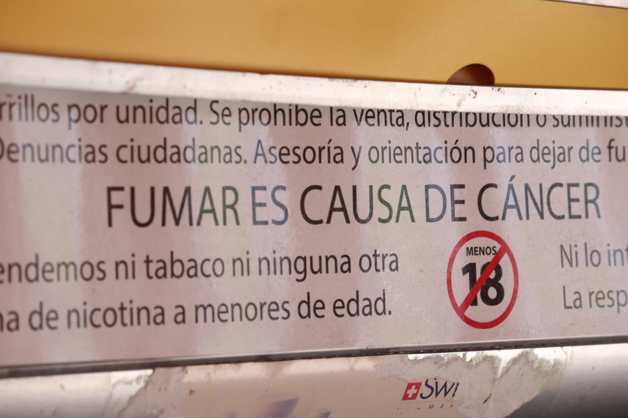 rrillos por unidad. Se prohibe la venta, distribución o suminist
Denuncias ciudadanas. Asesoría y orientación para dejar de fu
FUMAR ES CAUSA DE CÁNCER
endemos ni tabaco ni ninguna otra
na de nicotina a menores de edad.
MENOS
18
Ni lo in
La resp
SWI